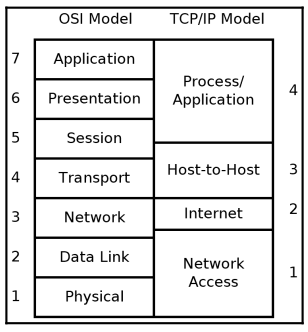 OSI Model TCP/IP Model
7 Application
6 Presentation
5 Session
4 Transport
3 Network
2 Data Link
1 Physical
Process/
Application 4
Host-to-Host 3
Internet 2
Network
Access 1